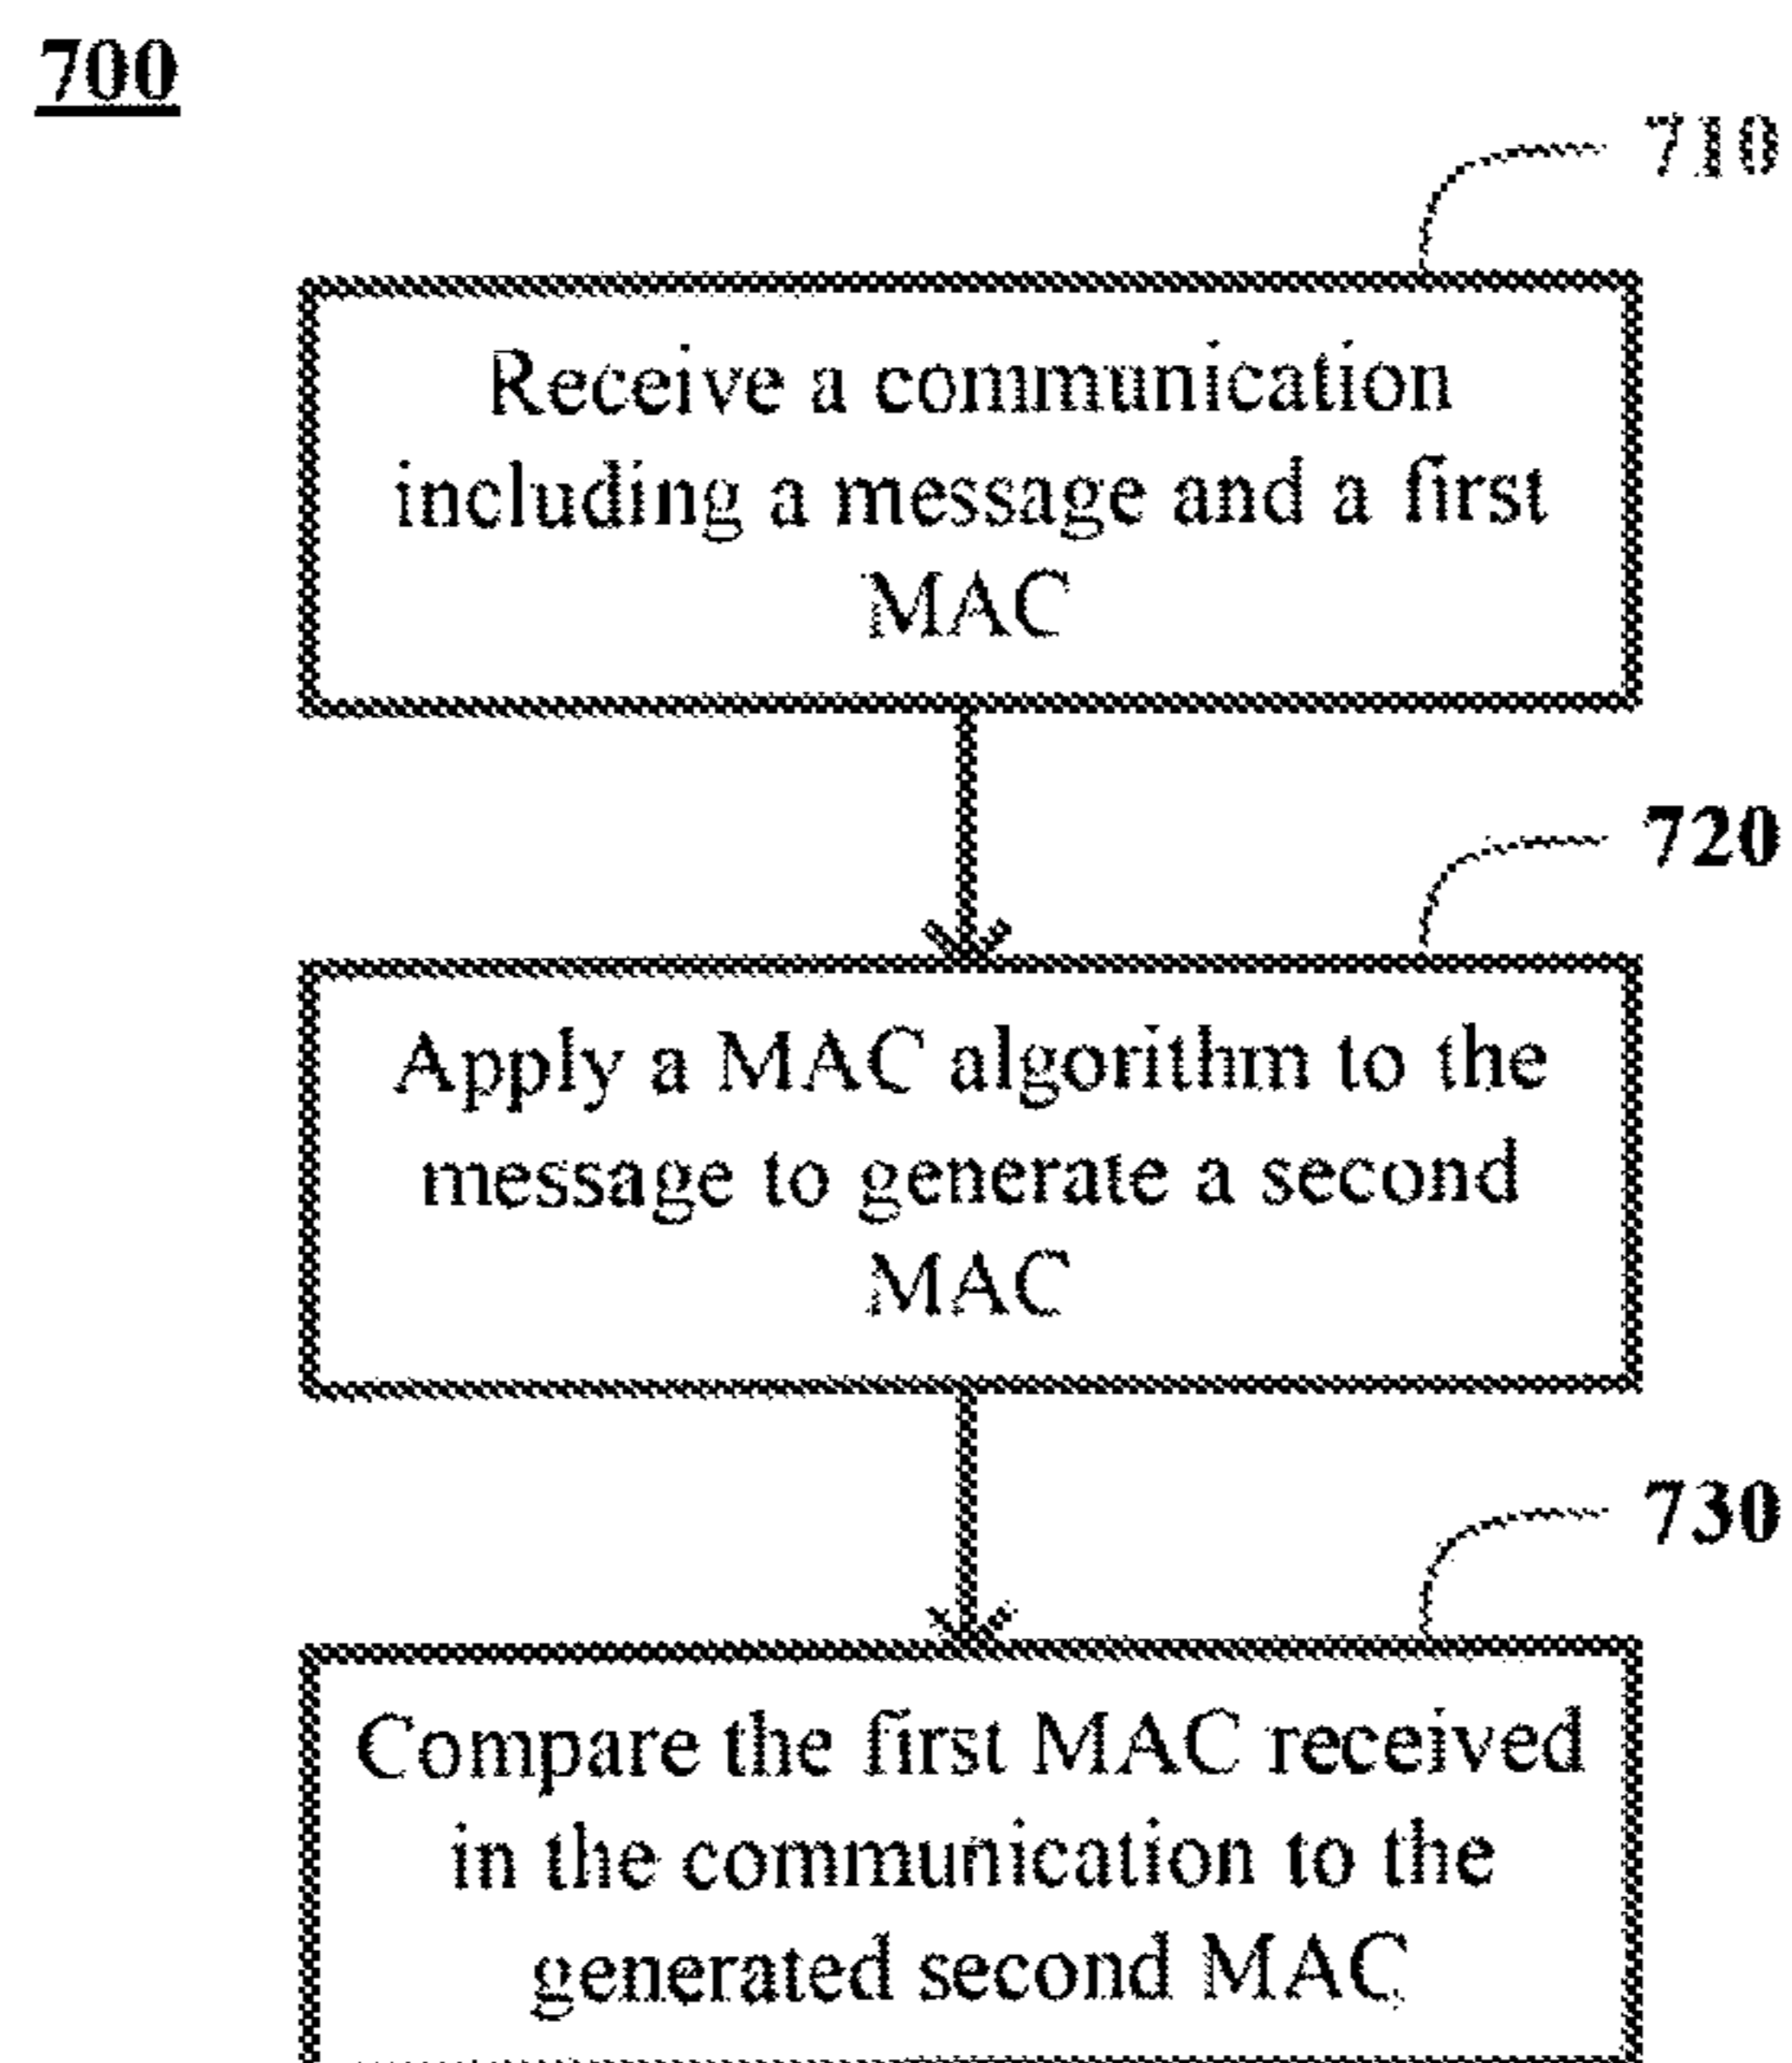 700
710
Receive a communication
including a message and a first
MAC
720
Apply a MAC algorithm to the
message to generate a second
MAC
730
Compare the first MAC received
in the communication to the
generated second MAC